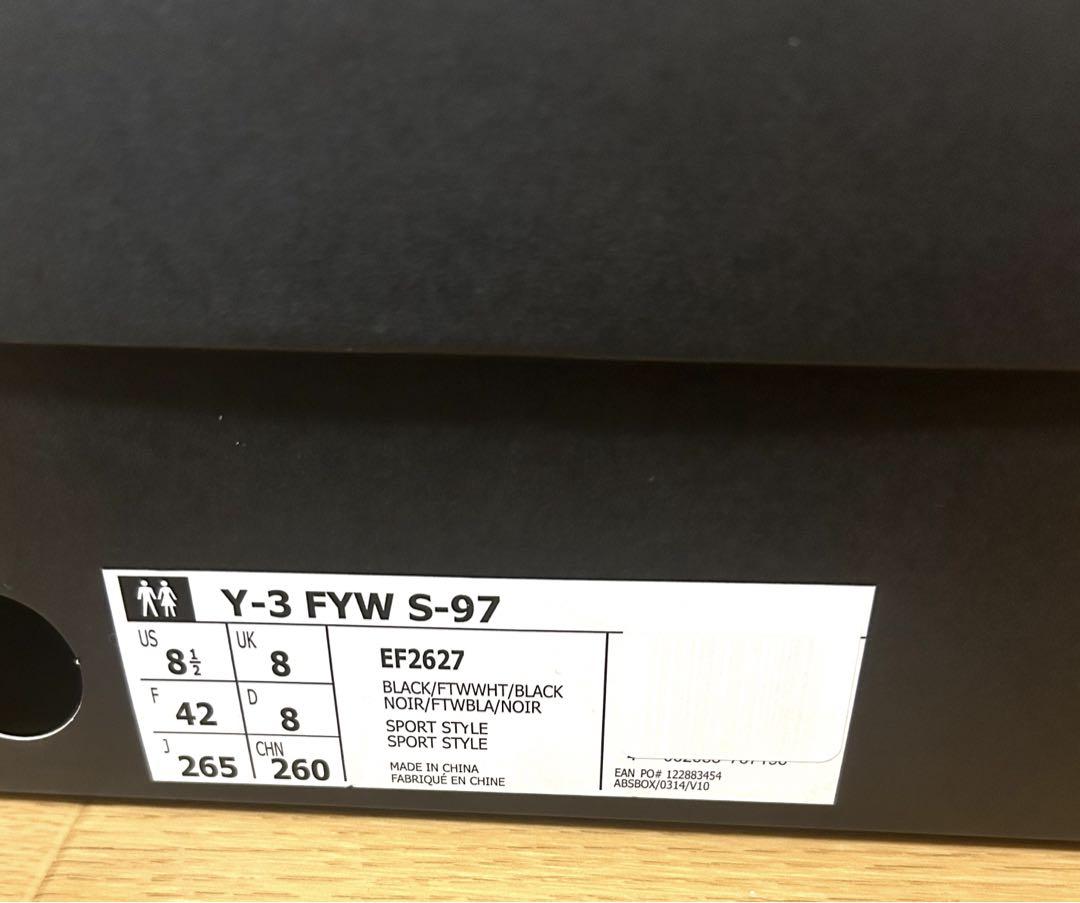 Y-3 FYW S-97
US 8½
UK 8
F 42
D 8
J 265
CHN 260
EF2627
BLACK/FTWWHT/BLACK
NOIR/FTWBLA/NOIR
SPORT STYLE
SPORT STYLE
MADE IN CHINA
FABRIQUÉ EN CHINE
EAN PO# 122883454
ABSBOX/0314/V10